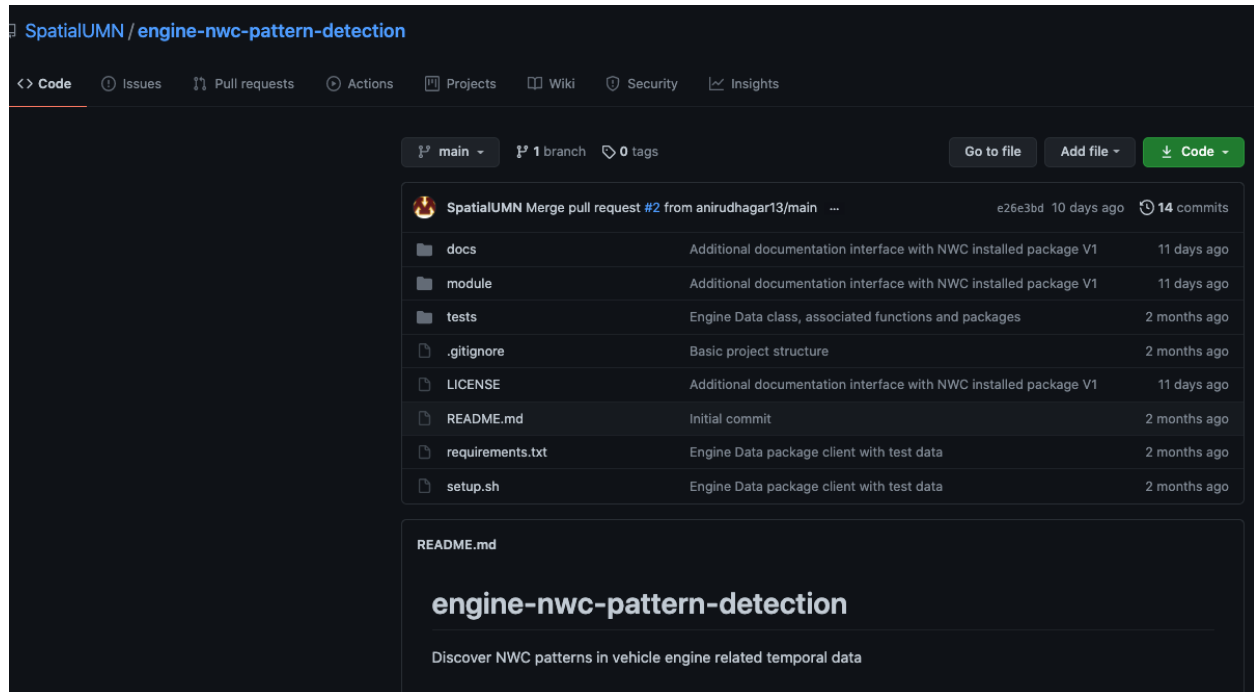 SpatialUMN / engine-nwc-pattern-detection
<> Code Issues Pull requests Actions Projects Wiki Security Insights
main 1 branch 0 tags Go to file Add file Code
SpatialUMN Merge pull request #2 from anirudhagar13/main ... e26e3bd 10 days ago 14 commits
docs Additional documentation interface with NWC installed package V1 11 days ago
module Additional documentation interface with NWC installed package V1 11 days ago
tests Engine Data class, associated functions and packages 2 months ago
.gitignore Basic project structure 2 months ago
LICENSE Additional documentation interface with NWC installed package V1 11 days ago
README.md Initial commit 2 months ago
requirements.txt Engine Data package client with test data 2 months ago
setup.sh Engine Data package client with test data 2 months ago
README.md
engine-nwc-pattern-detection
Discover NWC patterns in vehicle engine related temporal data